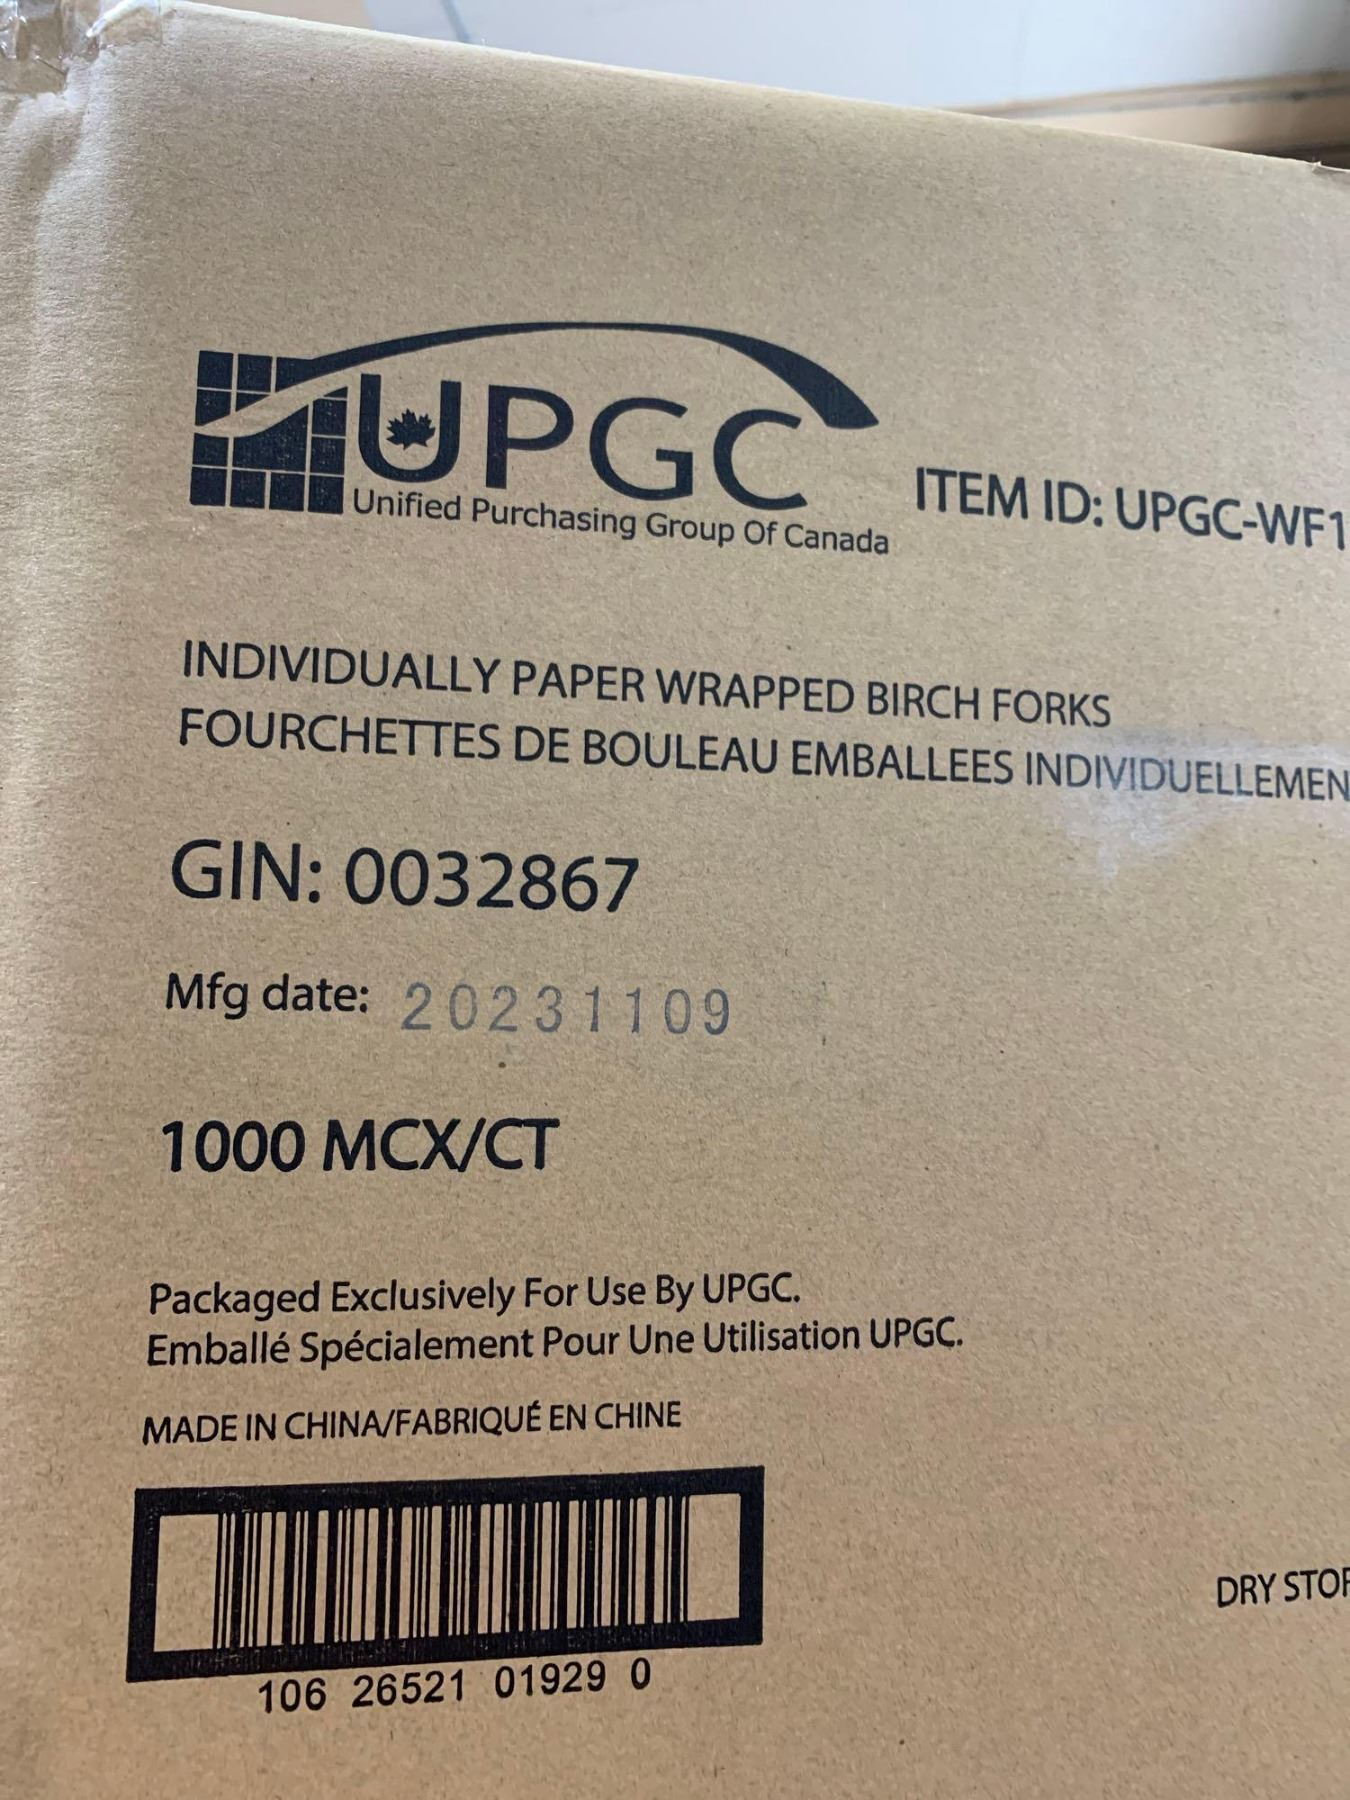 UPGC
Unified Purchasing Group Of Canada
ITEM ID: UPGC-WF1
INDIVIDUALLY PAPER WRAPPED BIRCH FORKS
FOURCHETTES DE BOULEAU EMBALLEES INDIVIDUELLEMEN
GIN: 0032867
Mfg date: 20231109
1000 MCX/CT
Packaged Exclusively For Use By UPGC.
Emballé Spécialement Pour Une Utilisation UPGC.
MADE IN CHINA/FABRIQUÉ EN CHINE
DRY STOR
106 26521 01929 0